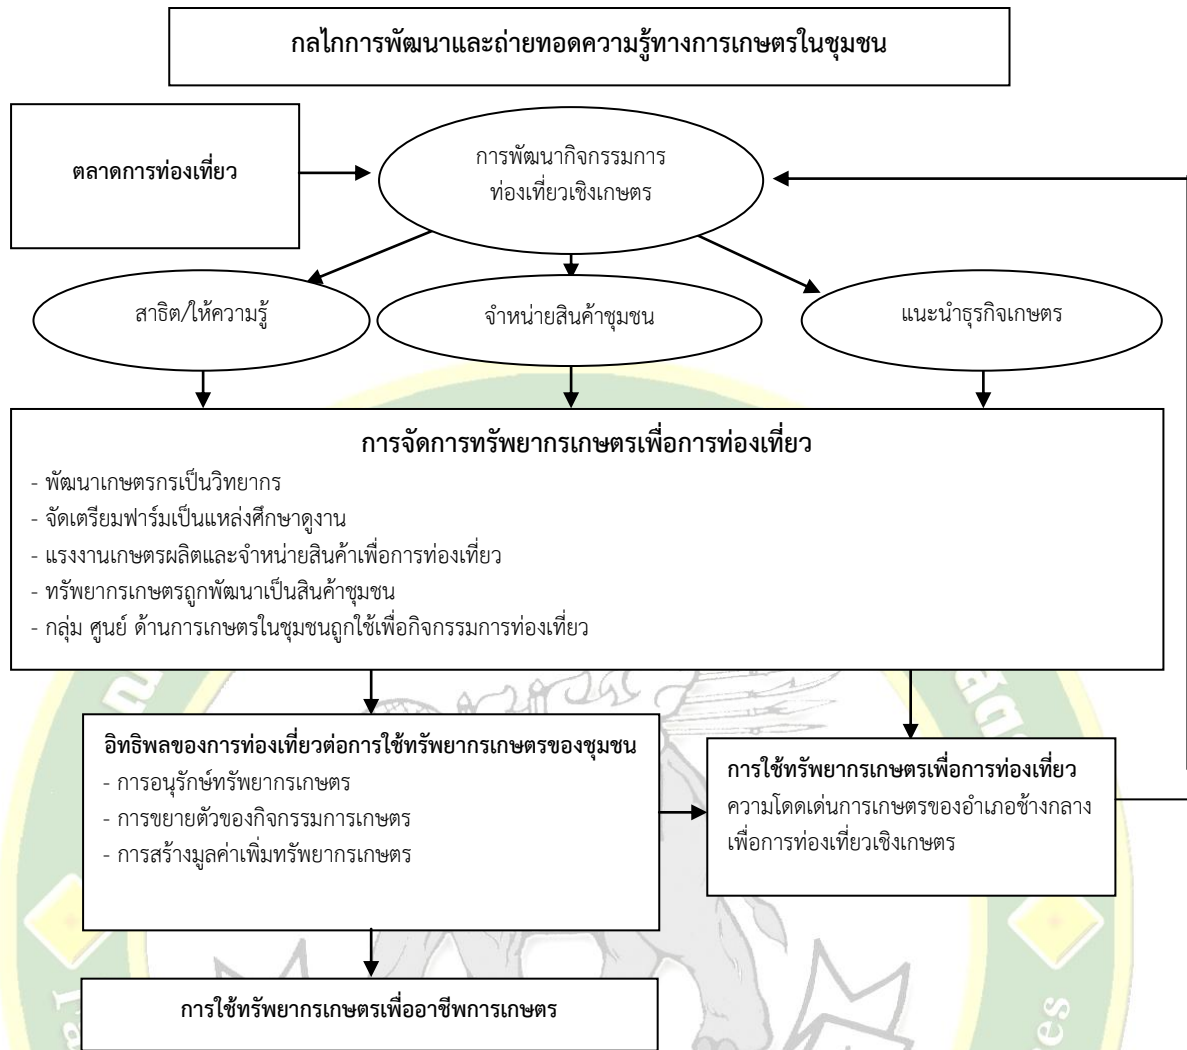 กลไกการพัฒนาและถ่ายทอดความรู้ทางการเกษตรในชุมชน
ตลาดการท่องเที่ยว
การพัฒนากิจกรรมการ
ท่องเที่ยวเชิงเกษตร
สาธิต/ให้ความรู้
จำหน่ายสินค้าชุมชน
แนะนำธุรกิจเกษตร
การจัดการทรัพยากรเกษตรเพื่อการท่องเที่ยว
- พัฒนาเกษตรกรเป็นวิทยากร
- จัดเตรียมฟาร์มเป็นแหล่งศึกษาดูงาน
- แรงงานเกษตรผลิตและจำหน่ายสินค้าเพื่อการท่องเที่ยว
- ทรัพยากรเกษตรถูกพัฒนาเป็นสินค้าชุมชน
- กลุ่ม ศูนย์ ด้านการเกษตรในชุมชนถูกใช้เพื่อกิจกรรมการท่องเที่ยว
อิทธิพลของการท่องเที่ยวต่อการใช้ทรัพยากรเกษตรของชุมชน
- การอนุรักษ์ทรัพยากรเกษตร
- การขยายตัวของกิจกรรมการเกษตร
- การสร้างมูลค่าเพิ่มทรัพยากรเกษตร
การใช้ทรัพยากรเกษตรเพื่อการท่องเที่ยว
ความโดดเด่นการเกษตรของอำเภอช้างกลาง
เพื่อการท่องเที่ยวเชิงเกษตร
การใช้ทรัพยากรเกษตรเพื่ออาชีพการเกษตร